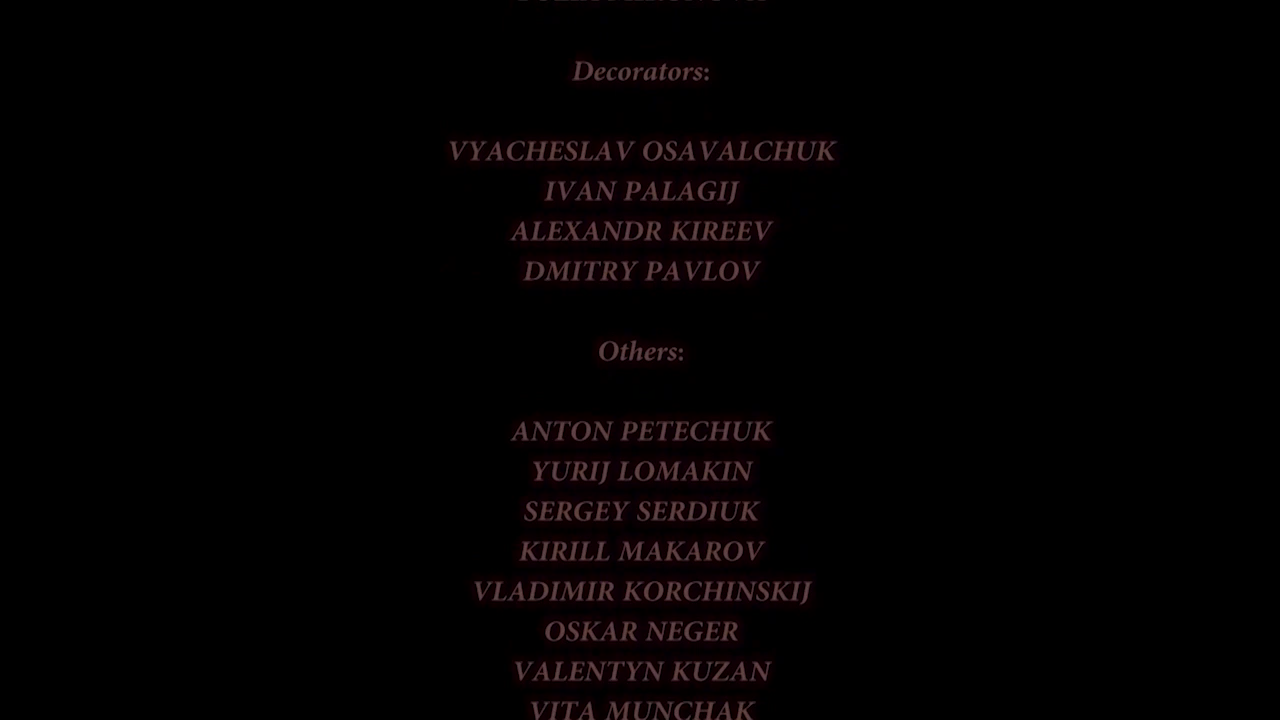 Decorators:
VYACHESLAV OSAVALCHUK
IVAN PALAGIJ
ALEXANDR KIREEV
DMITRY PAVLOV
Others:
ANTON PETECHUK
YURIJ LOMAKIN
SERGEY SERDIUK
KIRILL MAKAROV
VLADIMIR KORCHINSKIJ
OSKAR NEGER
VALENTYN KUZAN
VITA MUNCHAK